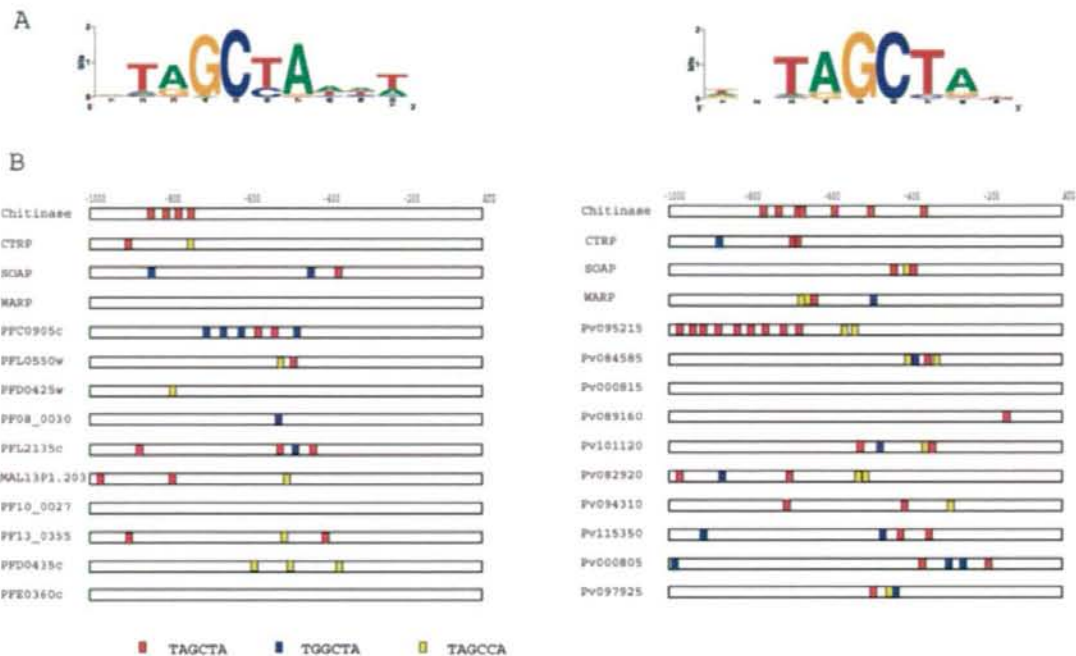 A
TAGCTA
TAGCTA
B
-1000 -800 -600 -400 -200 ATG
-1000 -800 -600 -400 -200 ATG
Chitinase
CTRP
SOAP
WARP
PFC0905c
PFL0550w
PFD0425w
PF08_0030
PFL2135c
MAL13P1.203
PF10_0027
PF13_0355
PFD0435c
PFE0360c
Chitinase
CTRP
SOAP
WARP
Pv095215
Pv084585
Pv000815
Pv089160
Pv101120
Pv082920
Pv094310
Pv115350
Pv000805
Pv097925
TAGCTA TGGCTA TAGCCA